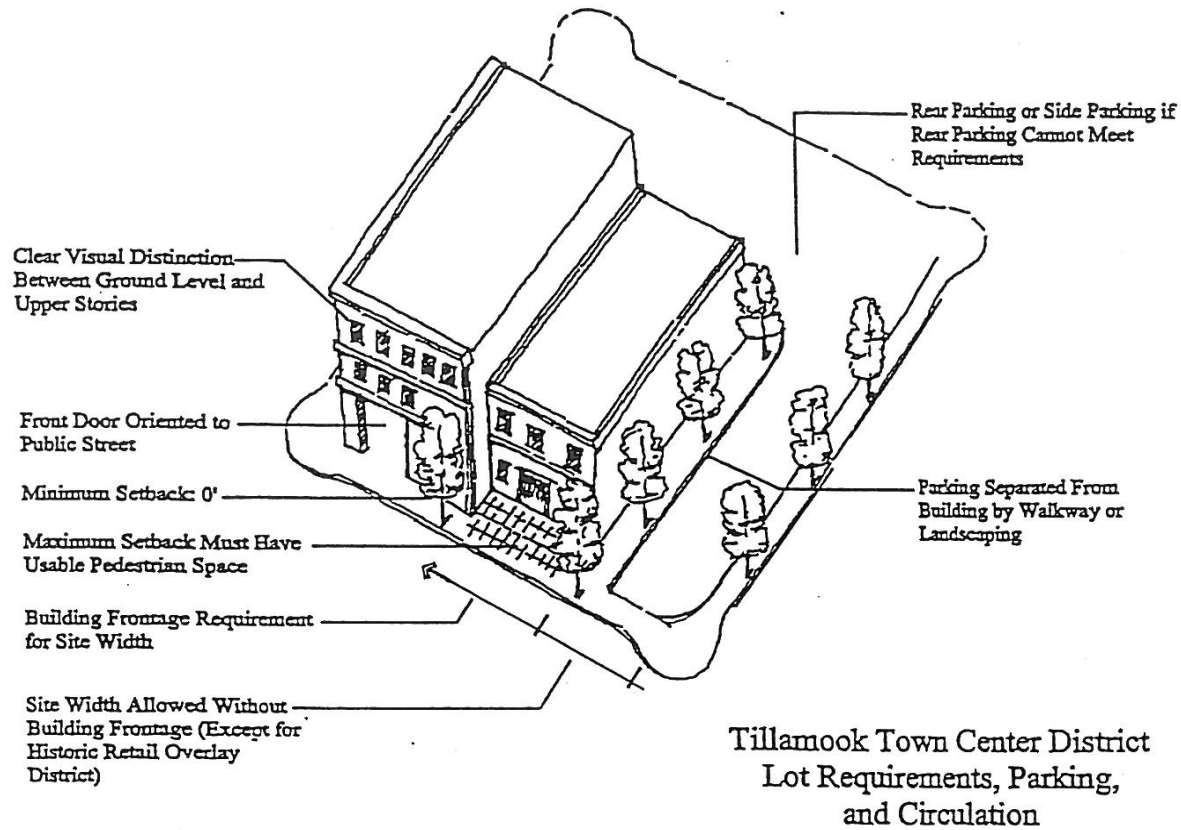 Rear Parking or Side Parking if
Rear Parking Cannot Meet
Requirements
Clear Visual Distinction
Between Ground Level and
Upper Stories
Front Door Oriented to
Public Street
Minimum Setback: 0'
Maximum Setback Must Have
Usable Pedestrian Space
Building Frontage Requirement
for Site Width
Site Width Allowed Without
Building Frontage (Except for
Historic Retail Overlay
District)
Parking Separated From
Building by Walkway or
Landscaping
Tillamook Town Center District
Lot Requirements, Parking,
and Circulation